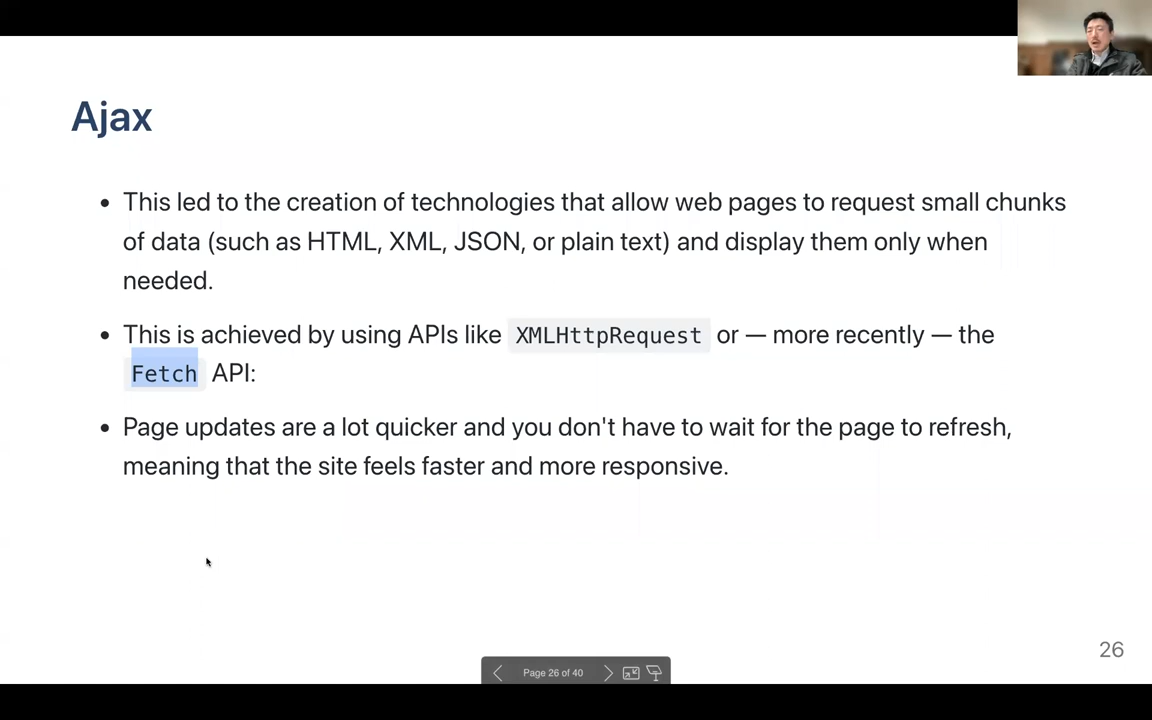 Ajax
• This led to the creation of technologies that allow web pages to request small chunks
of data (such as HTML, XML, JSON, or plain text) and display them only when
needed.
• This is achieved by using APIs like XMLHttpRequest or — more recently — the
Fetch API:
• Page updates are a lot quicker and you don't have to wait for the page to refresh,
meaning that the site feels faster and more responsive.
26
Page 26 of 40